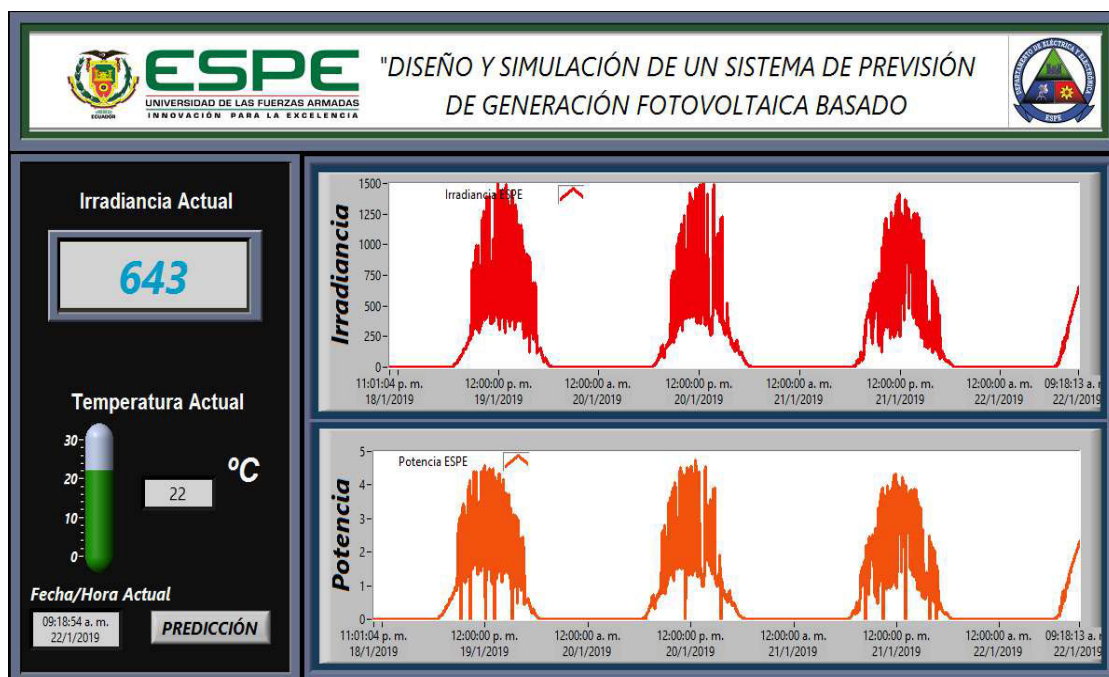 ESPE
UNIVERSIDAD DE LAS FUERZAS ARMADAS
INNOVACIÓN PARA LA EXCELENCIA
ECUADOR
"DISEÑO Y SIMULACIÓN DE UN SISTEMA DE PREVISIÓN
DE GENERACIÓN FOTOVOLTAICA BASADO
DEPARTAMENTO DE ELÉCTRICA Y ELECTRÓNICA
ESPE
Irradiancia Actual
643
Temperatura Actual
30
20
10
0
22
ºC
Fecha/Hora Actual
09:18:54 a. m.
22/1/2019
PREDICCIÓN
Irradiancia ESPE
Irradiancia
1500
1250
1000
750
500
250
0
11:01:04 p. m. 12:00:00 p. m. 12:00:00 a. m. 12:00:00 p. m. 12:00:00 a. m. 12:00:00 p. m. 12:00:00 a. m. 09:18:13 a.
18/1/2019 19/1/2019 20/1/2019 20/1/2019 21/1/2019 21/1/2019 22/1/2019 22/1/2019
Potencia ESPE
Potencia
5
4
3
2
1
0
11:01:04 p. m. 12:00:00 p. m. 12:00:00 a. m. 12:00:00 p. m. 12:00:00 a. m. 12:00:00 p. m. 12:00:00 a. m. 09:18:13 a.
18/1/2019 19/1/2019 20/1/2019 20/1/2019 21/1/2019 21/1/2019 22/1/2019 22/1/2019